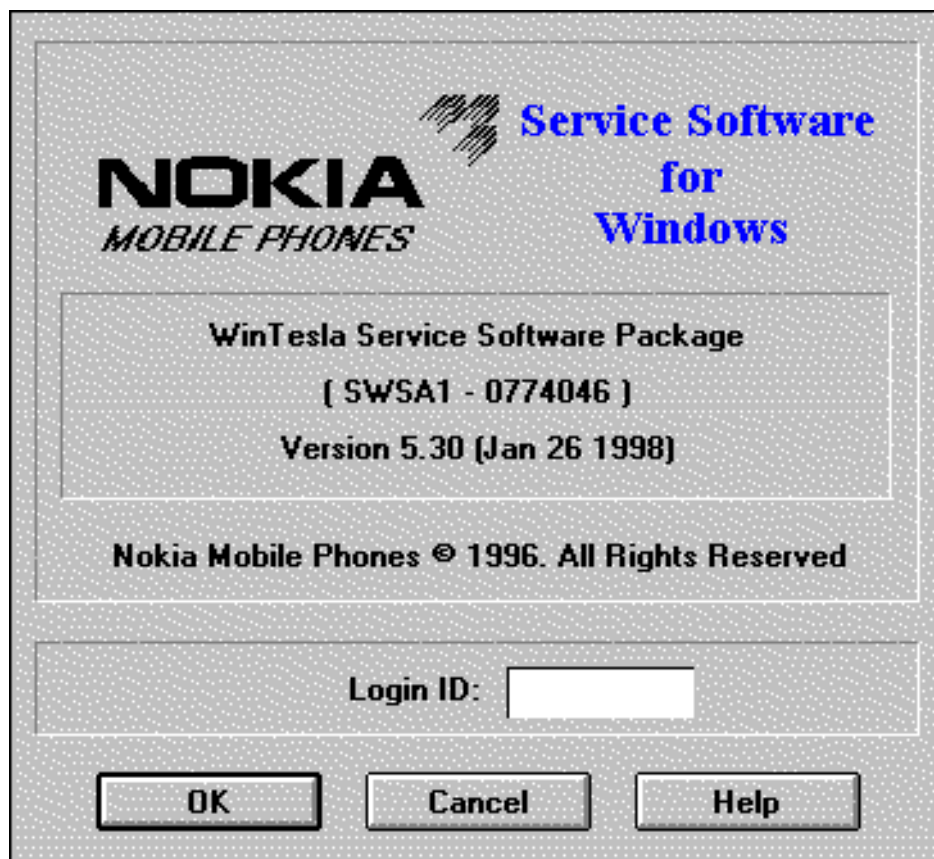 NOKIA
MOBILE PHONES
Service Software
for
Windows
WinTesla Service Software Package
( SWSA1 - 0774046 )
Version 5.30 (Jan 26 1998)
Nokia Mobile Phones © 1996. All Rights Reserved
Login ID:
OK Cancel Help